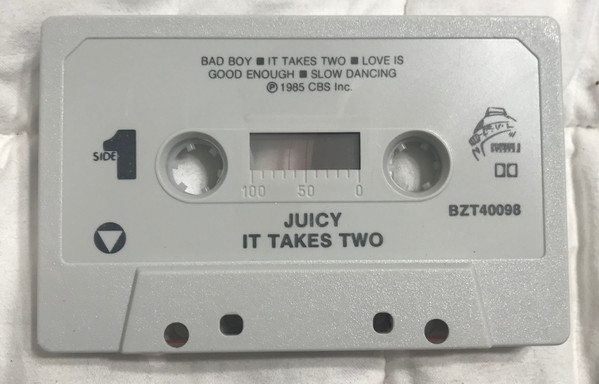 BAD BOY ■ IT TAKES TWO ■ LOVE IS
GOOD ENOUGH ■ SLOW DANCING
Ⓟ 1985 CBS Inc.
SIDE 1
100 50 0
BZT40098
JUICY
IT TAKES TWO